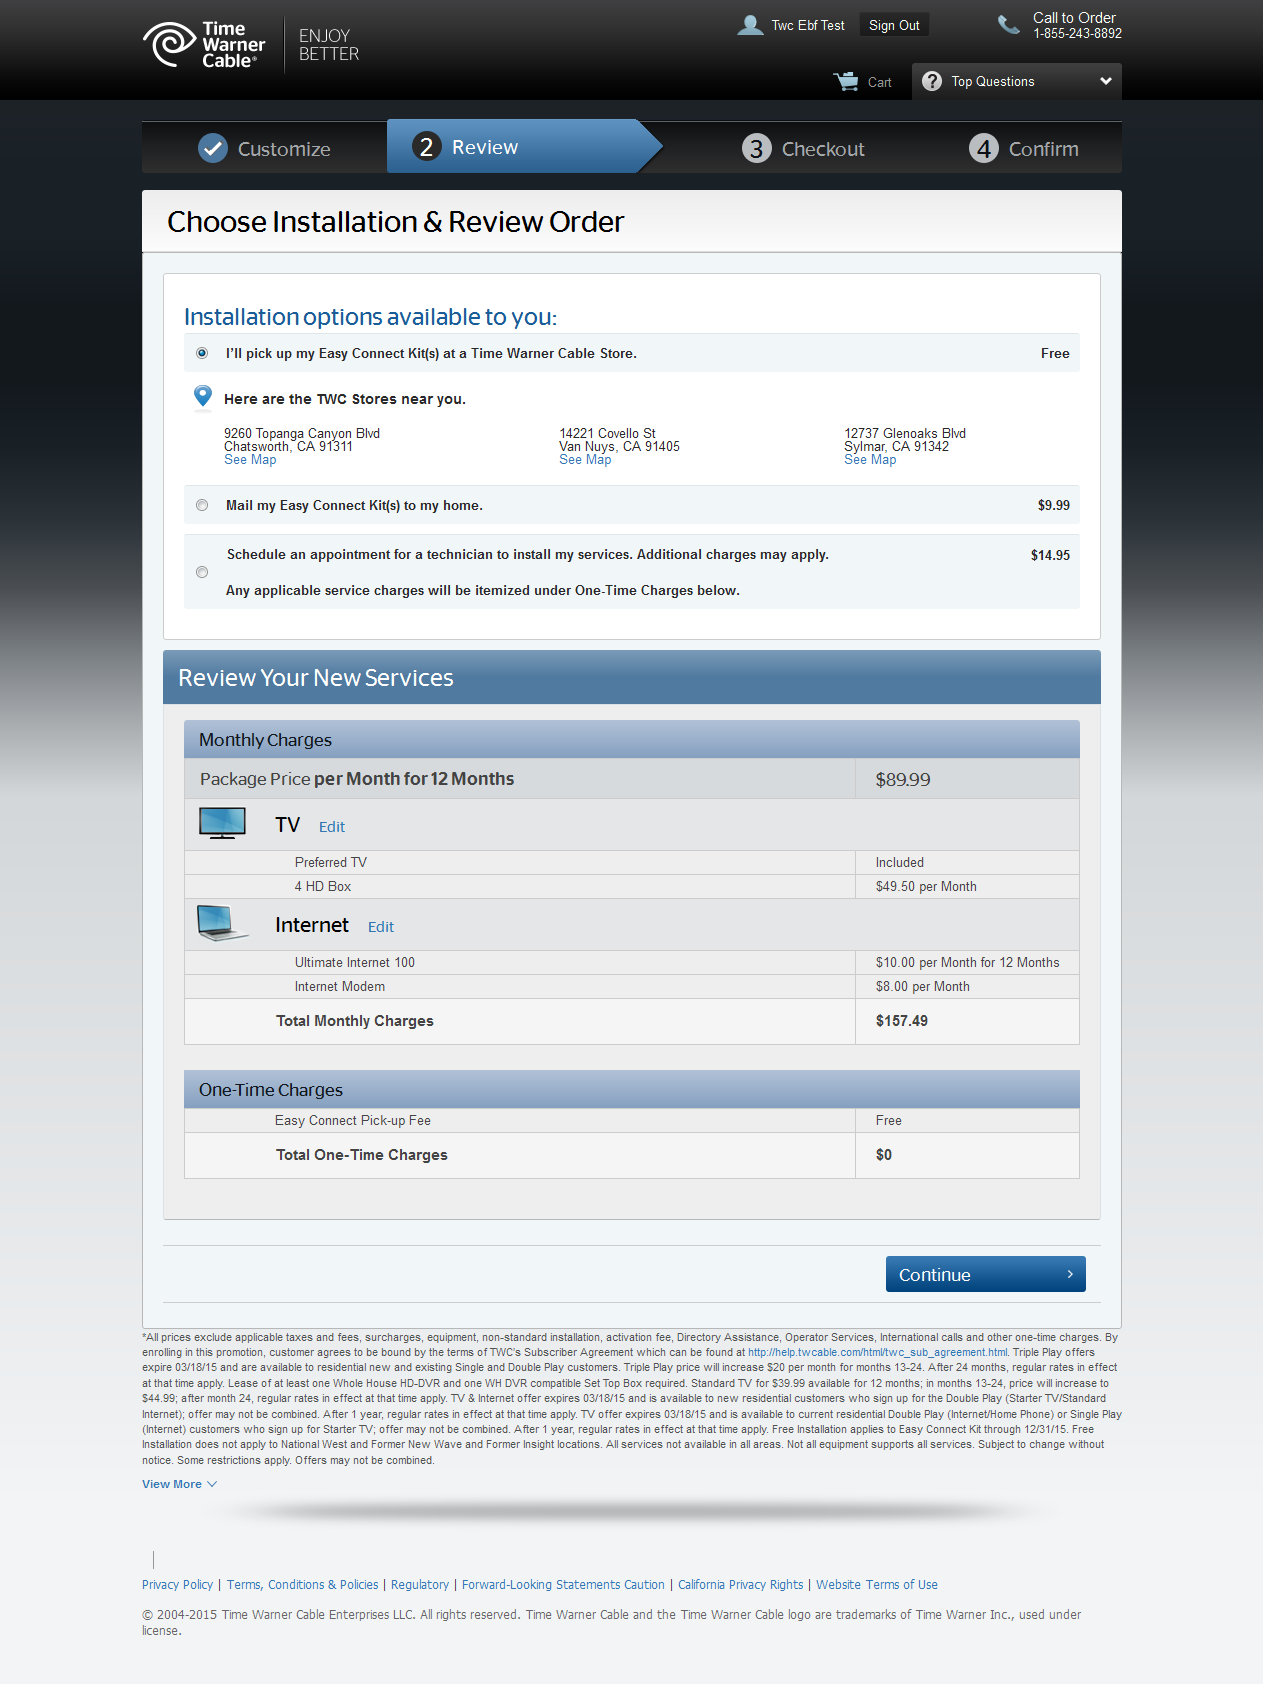 Time
Warner
Cable®
ENJOY
BETTER
Twc Ebf Test
Sign Out
Call to Order
1-855-243-8892
Cart
? Top Questions
Customize
2 Review
3 Checkout
4 Confirm
Choose Installation & Review Order
Installation options available to you:
I'll pick up my Easy Connect Kit(s) at a Time Warner Cable Store. Free
Here are the TWC Stores near you.
9260 Topanga Canyon Blvd
Chatsworth, CA 91311
See Map
14221 Covello St
Van Nuys, CA 91405
See Map
12737 Glenoaks Blvd
Sylmar, CA 91342
See Map
Mail my Easy Connect Kit(s) to my home. $9.99
Schedule an appointment for a technician to install my services. Additional charges may apply. $14.95
Any applicable service charges will be itemized under One-Time Charges below.
Review Your New Services
Monthly Charges
Package Price per Month for 12 Months $89.99
TV Edit
Preferred TV Included
4 HD Box $49.50 per Month
Internet Edit
Ultimate Internet 100 $10.00 per Month for 12 Months
Internet Modem $8.00 per Month
Total Monthly Charges $157.49
One-Time Charges
Easy Connect Pick-up Fee Free
Total One-Time Charges $0
Continue
*All prices exclude applicable taxes and fees, surcharges, equipment, non-standard installation, activation fee, Directory Assistance, Operator Services, International calls and other one-time charges. By
enrolling in this promotion, customer agrees to be bound by the terms of TWC's Subscriber Agreement which can be found at http://help.twcable.com/html/twc_sub_agreement.html. Triple Play offers
expire 03/18/15 and are available to residential new and existing Single and Double Play customers. Triple Play price will increase $20 per month for months 13-24. After 24 months, regular rates in effect
at that time apply. Lease of at least one Whole House HD-DVR and one WH DVR compatible Set Top Box required. Standard TV for $39.99 available for 12 months; in months 13-24, price will increase to
$44.99; after month 24, regular rates in effect at that time apply. TV & Internet offer expires 03/18/15 and is available to new residential customers who sign up for the Double Play (Starter TV/Standard
Internet); offer may not be combined. After 1 year, regular rates in effect at that time apply. TV offer expires 03/18/15 and is available to current residential Double Play (Internet/Home Phone) or Single Play
(Internet) customers who sign up for Starter TV; offer may not be combined. After 1 year, regular rates in effect at that time apply. Free Installation applies to Easy Connect Kit through 12/31/15. Free
Installation does not apply to National West and Former New Wave and Former Insight locations. All services not available in all areas. Not all equipment supports all services. Subject to change without
notice. Some restrictions apply. Offers may not be combined.
View More
Privacy Policy | Terms, Conditions & Policies | Regulatory | Forward-Looking Statements Caution | California Privacy Rights | Website Terms of Use
© 2004-2015 Time Warner Cable Enterprises LLC. All rights reserved. Time Warner Cable and the Time Warner Cable logo are trademarks of Time Warner Inc., used under
license.